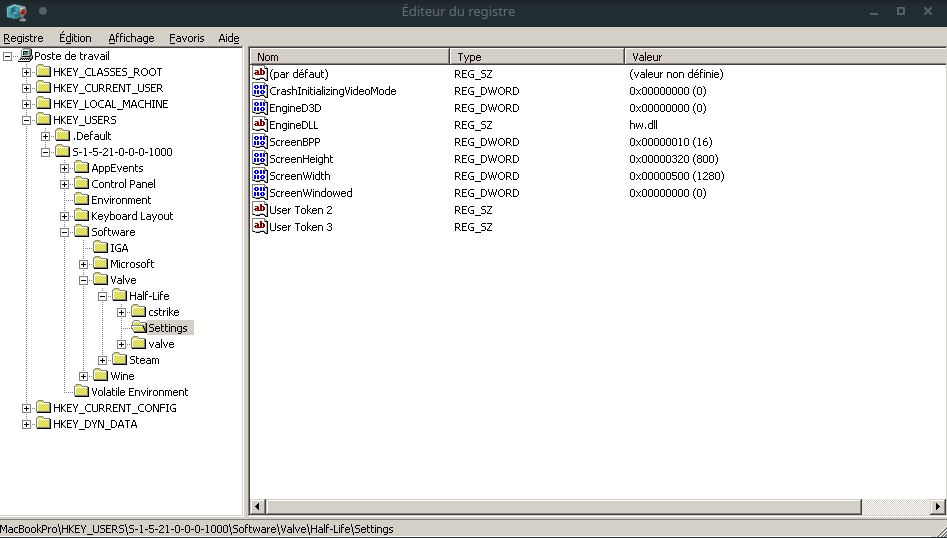 Éditeur du registre
Registre Édition Affichage Favoris Aide
Poste de travail
HKEY_CLASSES_ROOT
HKEY_CURRENT_USER
HKEY_LOCAL_MACHINE
HKEY_USERS
.Default
S-1-5-21-0-0-0-1000
AppEvents
Control Panel
Environment
Keyboard Layout
Software
IGA
Microsoft
Valve
Half-Life
cstrike
Settings
valve
Steam
Wine
Volatile Environment
HKEY_CURRENT_CONFIG
HKEY_DYN_DATA
Nom Type Valeur
(par défaut) REG_SZ (valeur non définie)
CrashInitializingVideoMode REG_DWORD 0x00000000 (0)
EngineD3D REG_DWORD 0x00000000 (0)
EngineDLL REG_SZ hw.dll
ScreenBPP REG_DWORD 0x00000010 (16)
ScreenHeight REG_DWORD 0x00000320 (800)
ScreenWidth REG_DWORD 0x00000500 (1280)
ScreenWindowed REG_DWORD 0x00000000 (0)
User Token 2 REG_SZ
User Token 3 REG_SZ
MacBookPro\HKEY_USERS\S-1-5-21-0-0-0-1000\Software\Valve\Half-Life\Settings